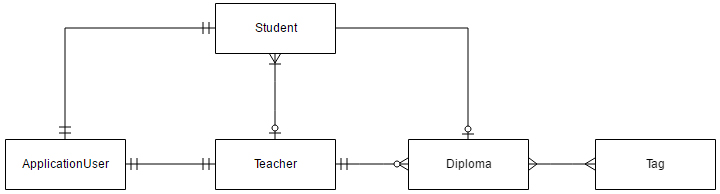 Student
ApplicationUser
Teacher
Diploma
Tag